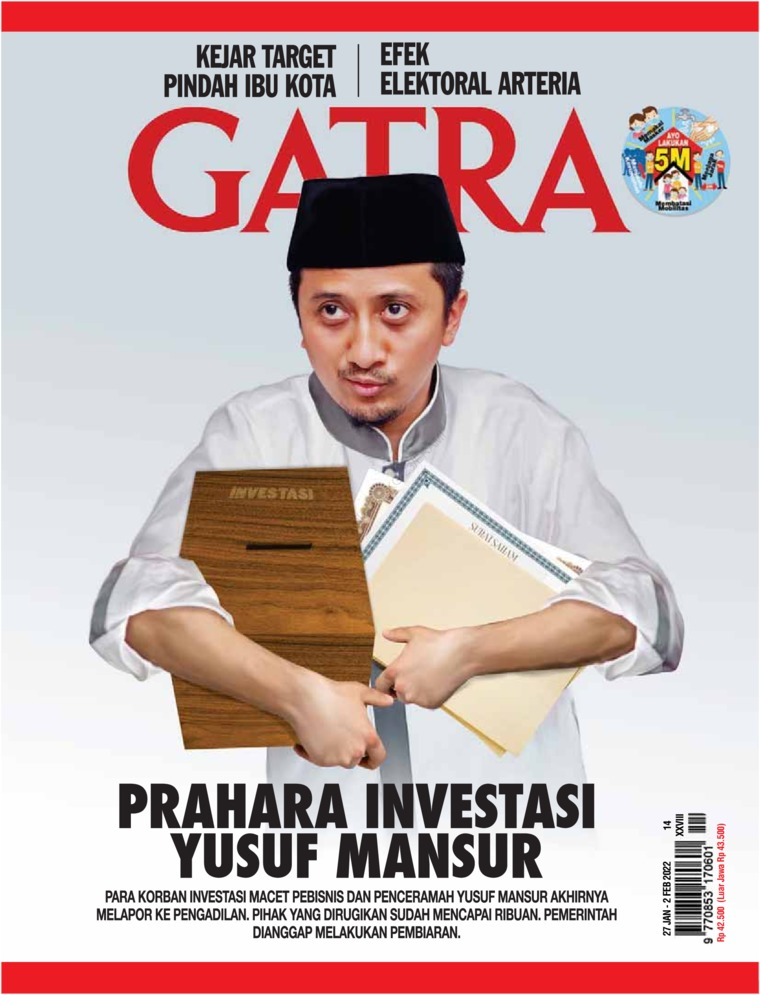 KEJAR TARGET
PINDAH IBU KOTA
EFEK
ELEKTORAL ARTERIA
GATRA
Memakai
Masker
AYO
LAKUKAN
5M
Membatasi
Mobilitas
INVESTASI
SURAT SAHAM
PRAHARA INVESTASI
YUSUF MANSUR
PARA KORBAN INVESTASI MACET PEBISNIS DAN PENCERAMAH YUSUF MANSUR AKHIRNYA
MELAPOR KE PENGADILAN. PIHAK YANG DIRUGIKAN SUDAH MENCAPAI RIBUAN. PEMERINTAH
DIANGGAP MELAKUKAN PEMBIARAN.
27 JAN - 2 FEB 2022
14
XXVIII
9 770853 170601
Rp 42.500 (Luar Jawa Rp 43.500)